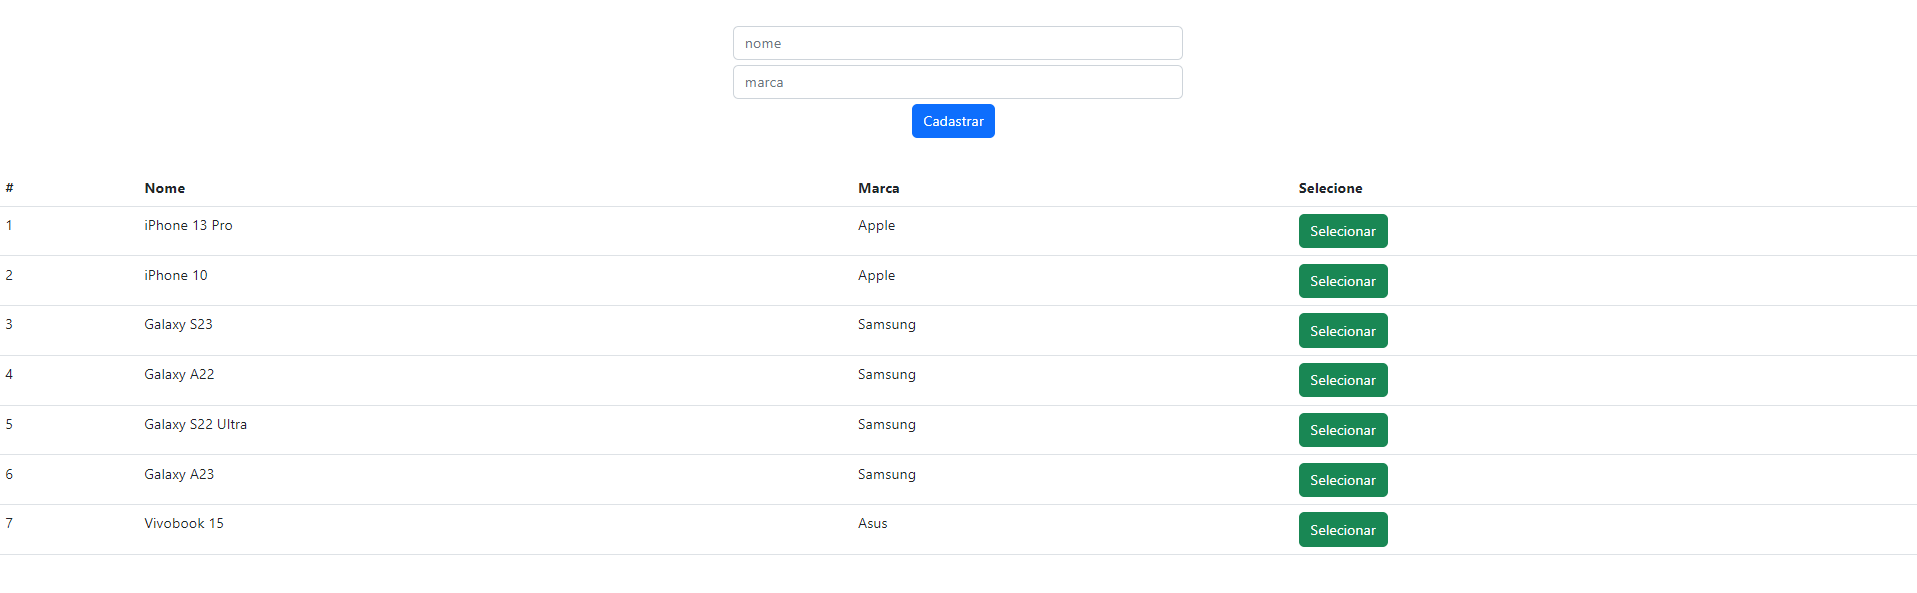 nome
marca
Cadastrar
# Nome Marca Selecione
1 iPhone 13 Pro Apple Selecionar
2 iPhone 10 Apple Selecionar
3 Galaxy S23 Samsung Selecionar
4 Galaxy A22 Samsung Selecionar
5 Galaxy S22 Ultra Samsung Selecionar
6 Galaxy A23 Samsung Selecionar
7 Vivobook 15 Asus Selecionar